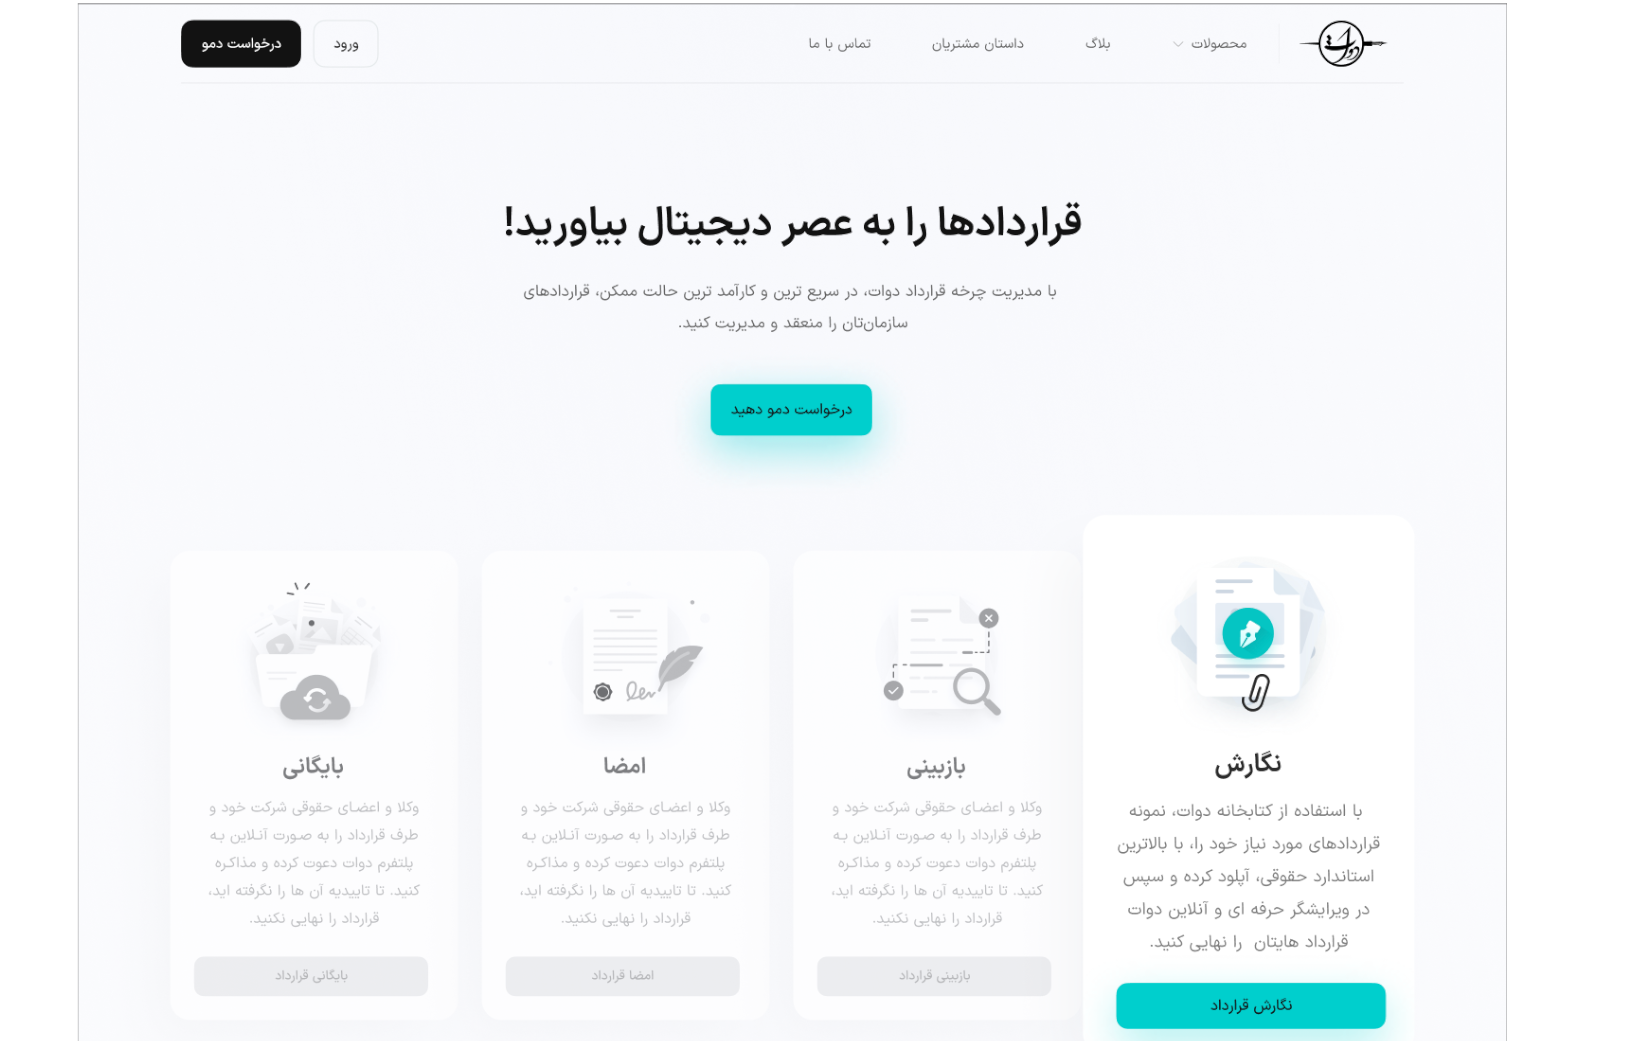 دوات
محصولات
بلاگ
داستان مشتریان
تماس با ما
ورود
درخواست دمو
قراردادها را به عصر دیجیتال بیاورید!
با مدیریت چرخه قرارداد دوات، در سریع ترین و کارآمد ترین حالت ممکن، قراردادهای
سازمان‌تان را منعقد و مدیریت کنید.
درخواست دمو دهید
نگارش
با استفاده از کتابخانه دوات، نمونه
قراردادهای مورد نیاز خود را، با بالاترین
استاندارد حقوقی، آپلود کرده و سپس
در ویرایشگر حرفه ای و آنلاین دوات
قرارداد هایتان را نهایی کنید.
نگارش قرارداد
بازبینی
وکلا و اعضای حقوقی شرکت خود و
طرف قرارداد را به صورت آنلاین به
پلتفرم دوات دعوت کرده و مذاکره
کنید. تا تاییدیه آن ها را نگرفته اید،
قرارداد را نهایی نکنید.
بازبینی قرارداد
امضا
وکلا و اعضای حقوقی شرکت خود و
طرف قرارداد را به صورت آنلاین به
پلتفرم دوات دعوت کرده و مذاکره
کنید. تا تاییدیه آن ها را نگرفته اید،
قرارداد را نهایی نکنید.
امضا قرارداد
بایگانی
وکلا و اعضای حقوقی شرکت خود و
طرف قرارداد را به صورت آنلاین به
پلتفرم دوات دعوت کرده و مذاکره
کنید. تا تاییدیه آن ها را نگرفته اید،
قرارداد را نهایی نکنید.
بایگانی قرارداد